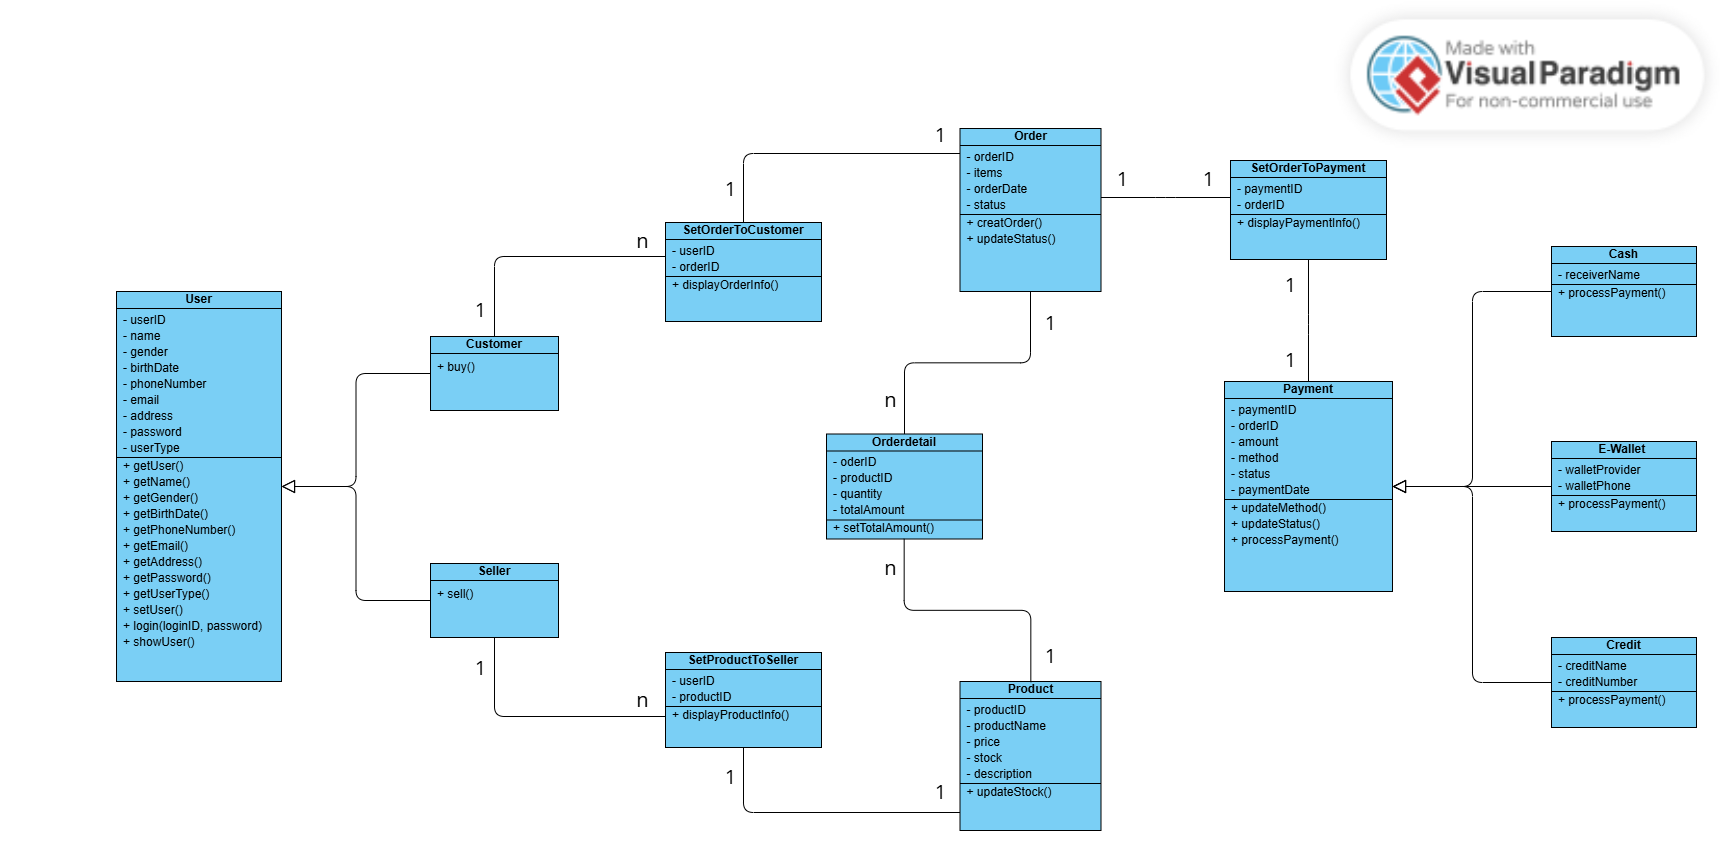 Made with
Visual Paradigm
For non-commercial use
User
- userID
- name
- gender
- birthDate
- phoneNumber
- email
- address
- password
- userType
+ getUser()
+ getName()
+ getGender()
+ getBirthDate()
+ getPhoneNumber()
+ getEmail()
+ getAddress()
+ getPassword()
+ getUserType()
+ setUser()
+ login(loginID, password)
+ showUser()
Customer
+ buy()
1
n
Seller
+ sell()
1
n
SetOrderToCustomer
- userID
- orderID
+ displayOrderInfo()
1
1
SetProductToSeller
- userID
- productID
+ displayProductInfo()
1
1
Order
- orderID
- items
- orderDate
- status
+ creatOrder()
+ updateStatus()
1
n
Orderdetail
- oderID
- productID
- quantity
- totalAmount
+ setTotalAmount()
n
1
Product
- productID
- productName
- price
- stock
- description
+ updateStock()
1
1
SetOrderToPayment
- paymentID
- orderID
+ displayPaymentInfo()
1
1
Payment
- paymentID
- orderID
- amount
- method
- status
- paymentDate
+ updateMethod()
+ updateStatus()
+ processPayment()
Cash
- receiverName
+ processPayment()
E-Wallet
- walletProvider
- walletPhone
+ processPayment()
Credit
- creditName
- creditNumber
+ processPayment()